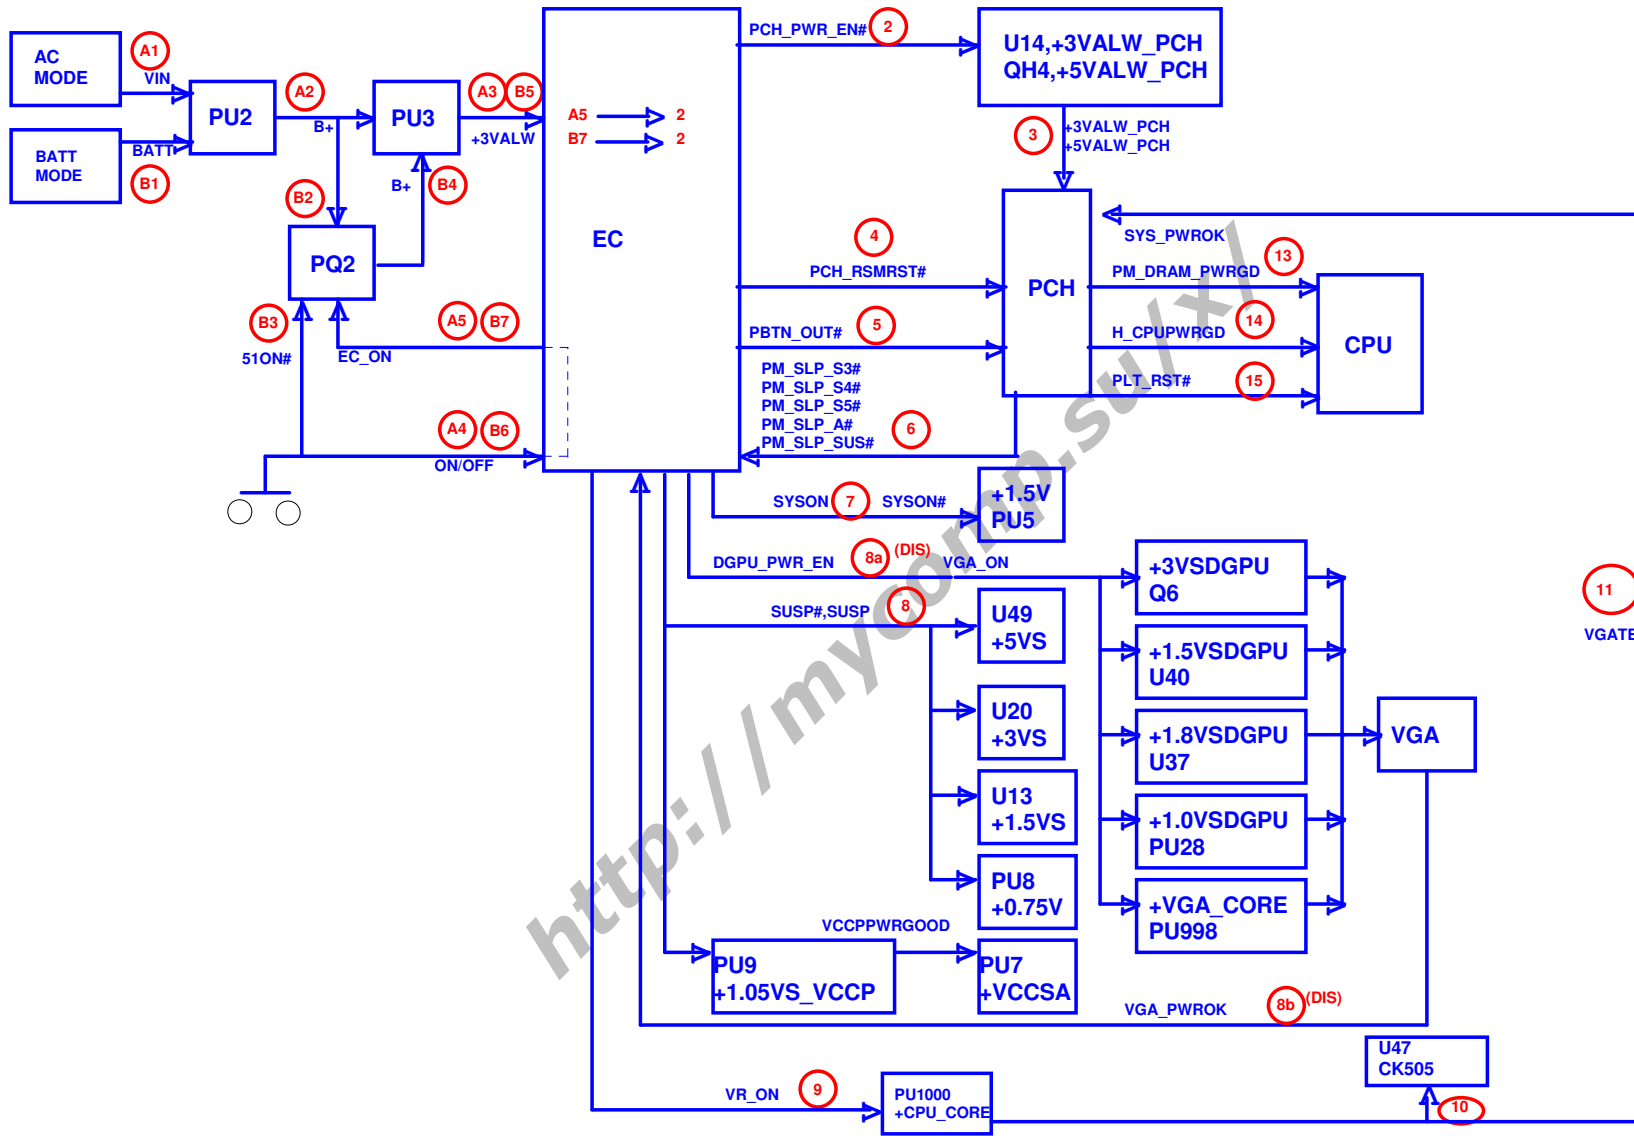 AC
MODE
A1
VIN
BATT
MODE
BATT
B1
PU2
A2
B+
PU3
A3
B5
+3VALW
B+
B4
B2
PQ2
B3
51ON#
A5
B7
EC_ON
A4
B6
ON/OFF
A5
2
B7
2
EC
PCH_PWR_EN#
2
U14,+3VALW_PCH
QH4,+5VALW_PCH
3
+3VALW_PCH
+5VALW_PCH
4
PCH_RSMRST#
PCH
PBTN_OUT#
5
PM_SLP_S3#
PM_SLP_S4#
PM_SLP_S5#
PM_SLP_A#
PM_SLP_SUS#
6
SYS_PWROK
PM_DRAM_PWRGD
13
H_CPUPWRGD
14
PLT_RST#
15
CPU
SYSON
7
SYSON#
+1.5V
PU5
DGPU_PWR_EN
8a
(DIS)
VGA_ON
SUSP#,SUSP
8
U49
+5VS
U20
+3VS
U13
+1.5VS
PU8
+0.75V
+3VSDGPU
Q6
+1.5VSDGPU
U40
+1.8VSDGPU
U37
+1.0VSDGPU
PU28
+VGA_CORE
PU998
VGA
11
VGATE
VCCPPWRGOOD
PU9
+1.05VS_VCCP
PU7
+VCCSA
VGA_PWROK
8b
(DIS)
U47
CK505
VR_ON
9
PU1000
+CPU_CORE
10
http://mycomp.su/x/